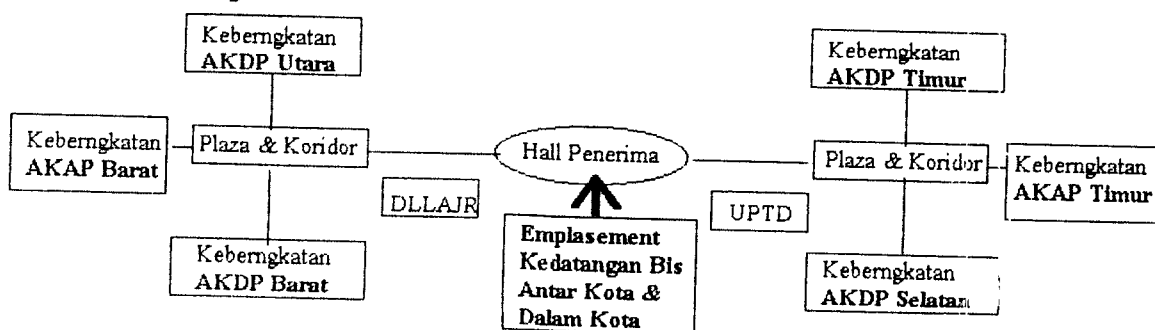 Keberngkatan
AKDP Utara
Keberngkatan
AKDP Timur
Keberngkatan
AKAP Barat
Plaza & Koridor
Hall Penerima
Plaza & Koridor
Keberngkatan
AKAP Timur
DLLAJR
UPTD
Keberngkatan
AKDP Barat
Emplasement
Kedatangan Bis
Antar Kota &
Dalam Kota
Keberngkatan
AKDP Selatan